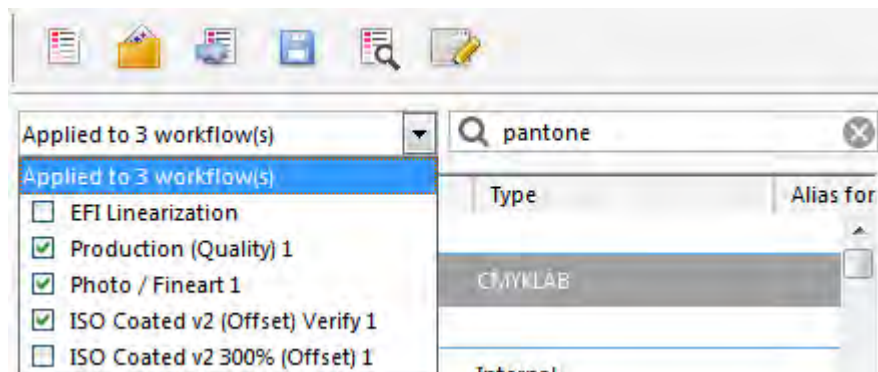 Applied to 3 workflow(s)
pantone
Applied to 3 workflow(s)
EFI Linearization
Production (Quality) 1
Photo / Fineart 1
ISO Coated v2 (Offset) Verify 1
ISO Coated v2 300% (Offset) 1
Type
Alias for
CMYKLAB
Internal